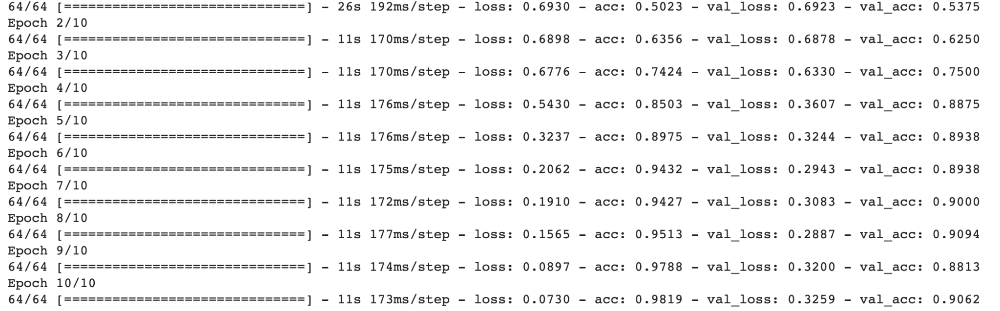 64/64 [==============================] - 26s 192ms/step - loss: 0.6930 - acc: 0.5023 - val_loss: 0.6923 - val_acc: 0.5375
Epoch 2/10
64/64 [==============================] - 11s 170ms/step - loss: 0.6898 - acc: 0.6356 - val_loss: 0.6878 - val_acc: 0.6250
Epoch 3/10
64/64 [==============================] - 11s 170ms/step - loss: 0.6776 - acc: 0.7424 - val_loss: 0.6330 - val_acc: 0.7500
Epoch 4/10
64/64 [==============================] - 11s 176ms/step - loss: 0.5430 - acc: 0.8503 - val_loss: 0.3607 - val_acc: 0.8875
Epoch 5/10
64/64 [==============================] - 11s 176ms/step - loss: 0.3237 - acc: 0.8975 - val_loss: 0.3244 - val_acc: 0.8938
Epoch 6/10
64/64 [==============================] - 11s 175ms/step - loss: 0.2062 - acc: 0.9432 - val_loss: 0.2943 - val_acc: 0.8938
Epoch 7/10
64/64 [==============================] - 11s 172ms/step - loss: 0.1910 - acc: 0.9427 - val_loss: 0.3083 - val_acc: 0.9000
Epoch 8/10
64/64 [==============================] - 11s 177ms/step - loss: 0.1565 - acc: 0.9513 - val_loss: 0.2887 - val_acc: 0.9094
Epoch 9/10
64/64 [==============================] - 11s 174ms/step - loss: 0.0897 - acc: 0.9788 - val_loss: 0.3200 - val_acc: 0.8813
Epoch 10/10
64/64 [==============================] - 11s 173ms/step - loss: 0.0730 - acc: 0.9819 - val_loss: 0.3259 - val_acc: 0.9062